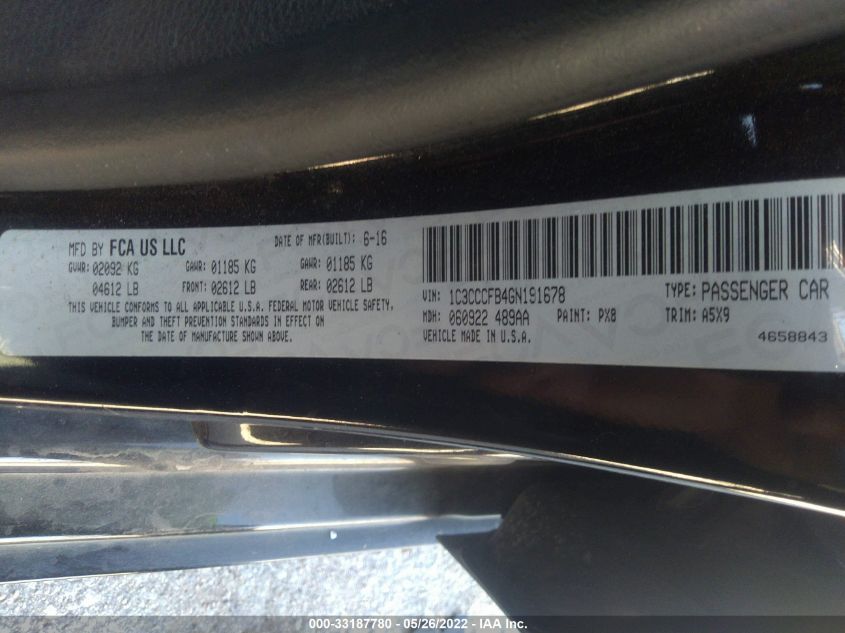 MFD BY FCA US LLC DATE OF MFR(BUILT): 6-16
GVWR: 02092 KG GAWR: 01185 KG GAWR: 01185 KG
04612 LB FRONT: 02612 LB REAR: 02612 LB
THIS VEHICLE CONFORMS TO ALL APPLICABLE U.S.A. FEDERAL MOTOR VEHICLE SAFETY,
BUMPER AND THEFT PREVENTION STANDARDS IN EFFECT ON
THE DATE OF MANUFACTURE SHOWN ABOVE.
VIN: 1C3CCCFB4GN191678 TYPE: PASSENGER CAR
MDH: 060922 489AA PAINT: PX8 TRIM: A5X9
VEHICLE MADE IN U.S.A. 4658843
000-33187780 - 05/26/2022 - IAA Inc.